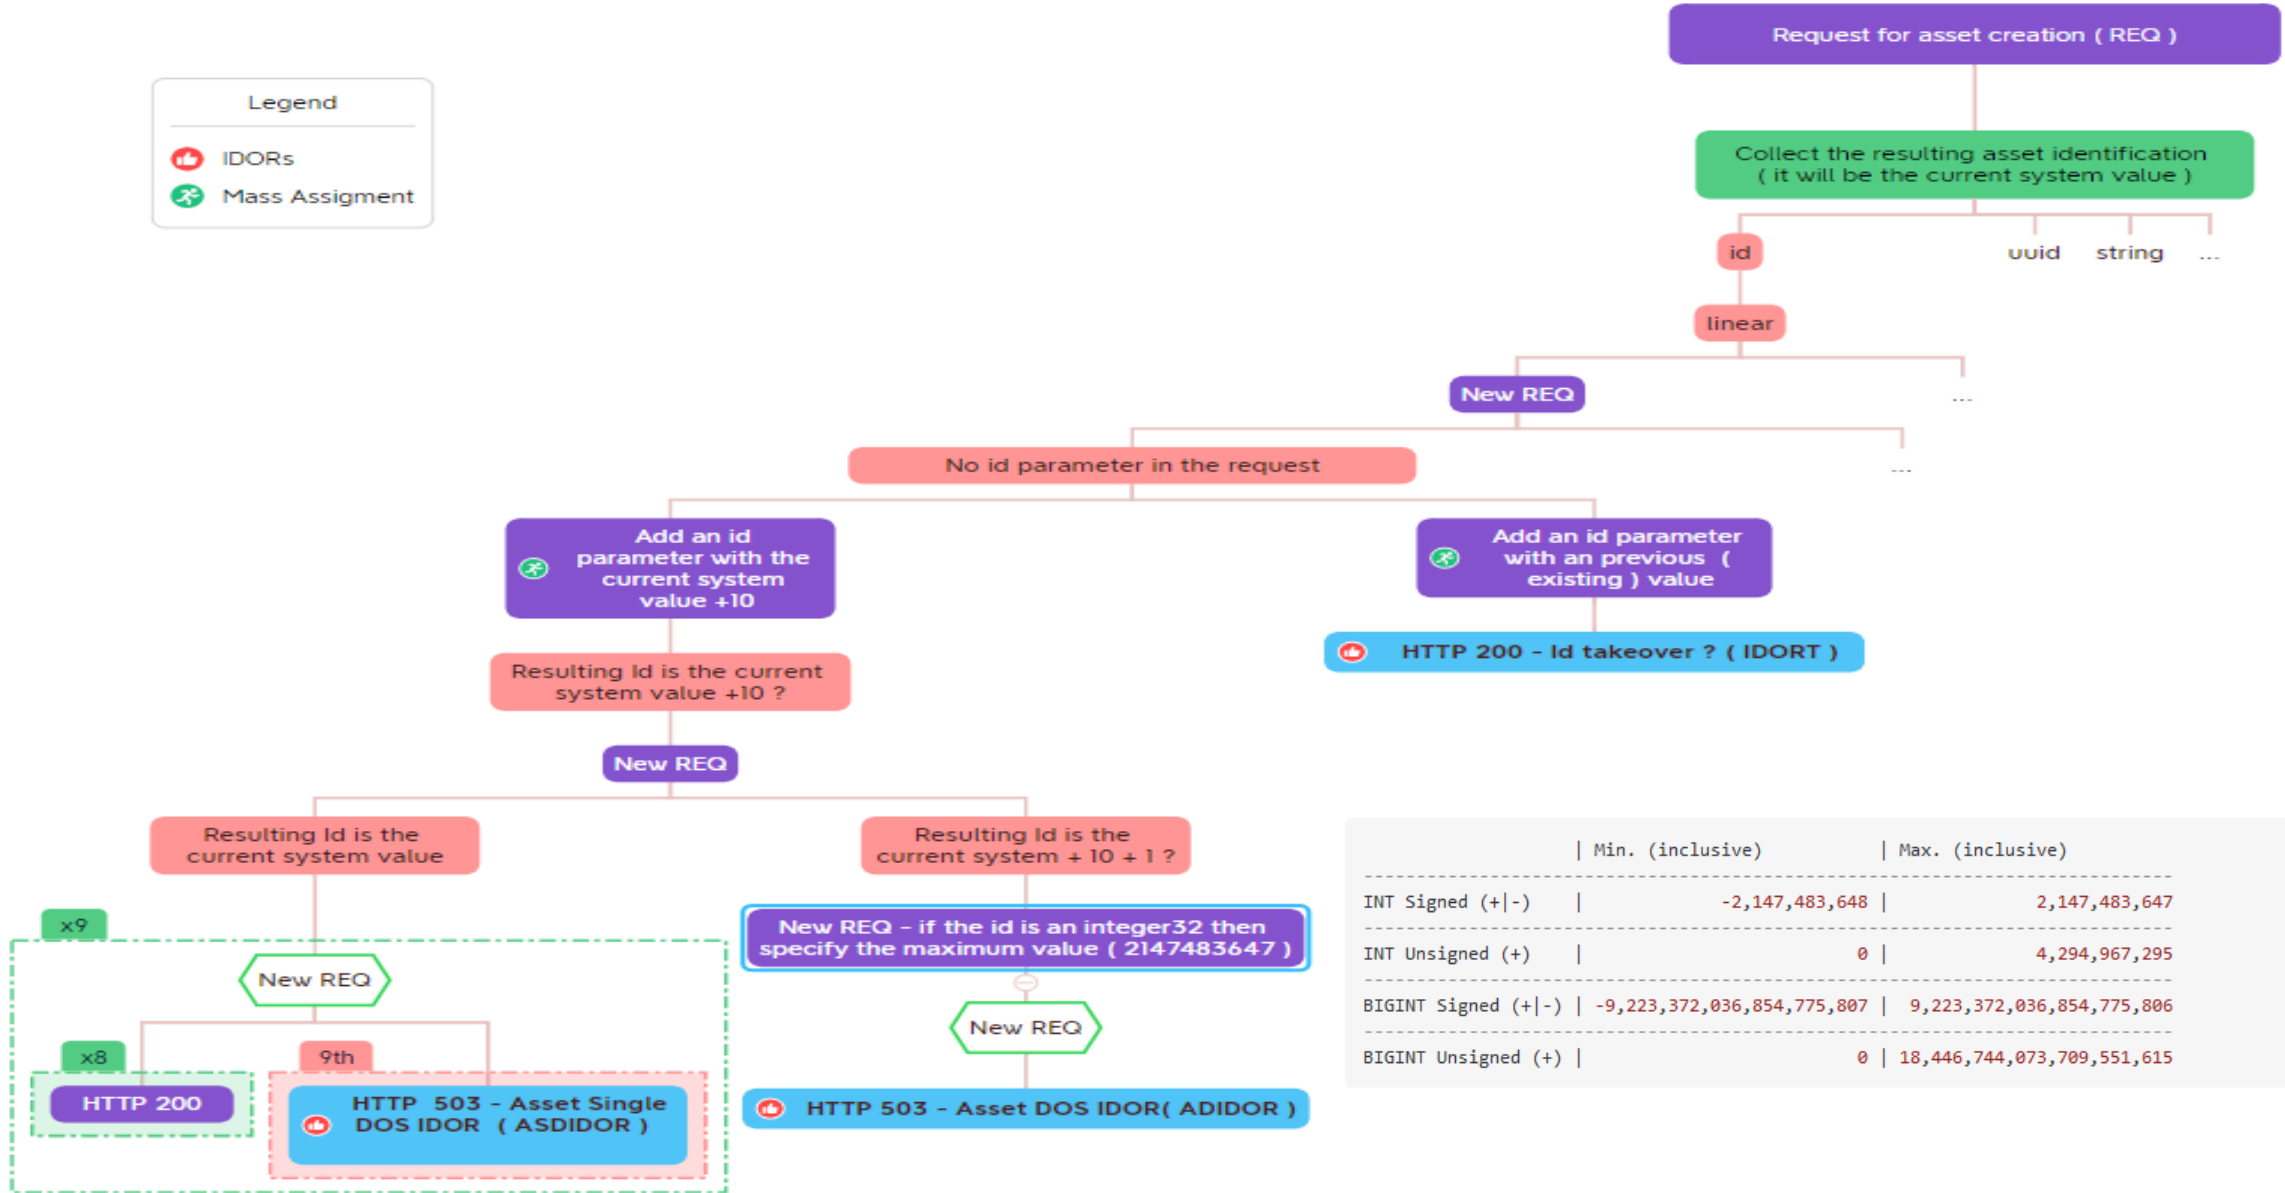 Request for asset creation ( REQ )
Legend
IDORs
Mass Assigment
Collect the resulting asset identification
( it will be the current system value )
id
uuid
string
...
linear
New REQ
...
No id parameter in the request
...
Add an id
parameter with the
current system
value +10
Add an id parameter
with an previous (
existing ) value
Resulting Id is the current
system value +10 ?
HTTP 200 - Id takeover ? ( IDORT )
New REQ
Resulting Id is the
current system value
Resulting Id is the
current system + 10 + 1 ?
x9
New REQ
x8
HTTP 200
9th
HTTP 503 - Asset Single
DOS IDOR ( ASDIDOR )
New REQ - if the id is an integer32 then
specify the maximum value ( 2147483647 )
New REQ
HTTP 503 - Asset DOS IDOR( ADIDOR )
| Min. (inclusive) | Max. (inclusive)
--------------------------------------------------------------------------------
INT Signed (+|-) | -2,147,483,648 | 2,147,483,647
--------------------------------------------------------------------------------
INT Unsigned (+) | 0 | 4,294,967,295
--------------------------------------------------------------------------------
BIGINT Signed (+|-) | -9,223,372,036,854,775,807 | 9,223,372,036,854,775,806
--------------------------------------------------------------------------------
BIGINT Unsigned (+) | 0 | 18,446,744,073,709,551,615